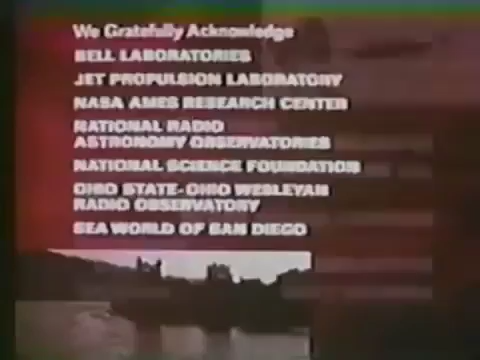 We Gratefully Acknowledge
BELL LABORATORIES
JET PROPULSION LABORATORY
NASA AMES RESEARCH CENTER
NATIONAL RADIO
ASTRONOMY OBSERVATORIES
NATIONAL SCIENCE FOUNDATION
OHIO STATE-OHIO WESLEYAN
RADIO OBSERVATORY
SEA WORLD OF SAN DIEGO